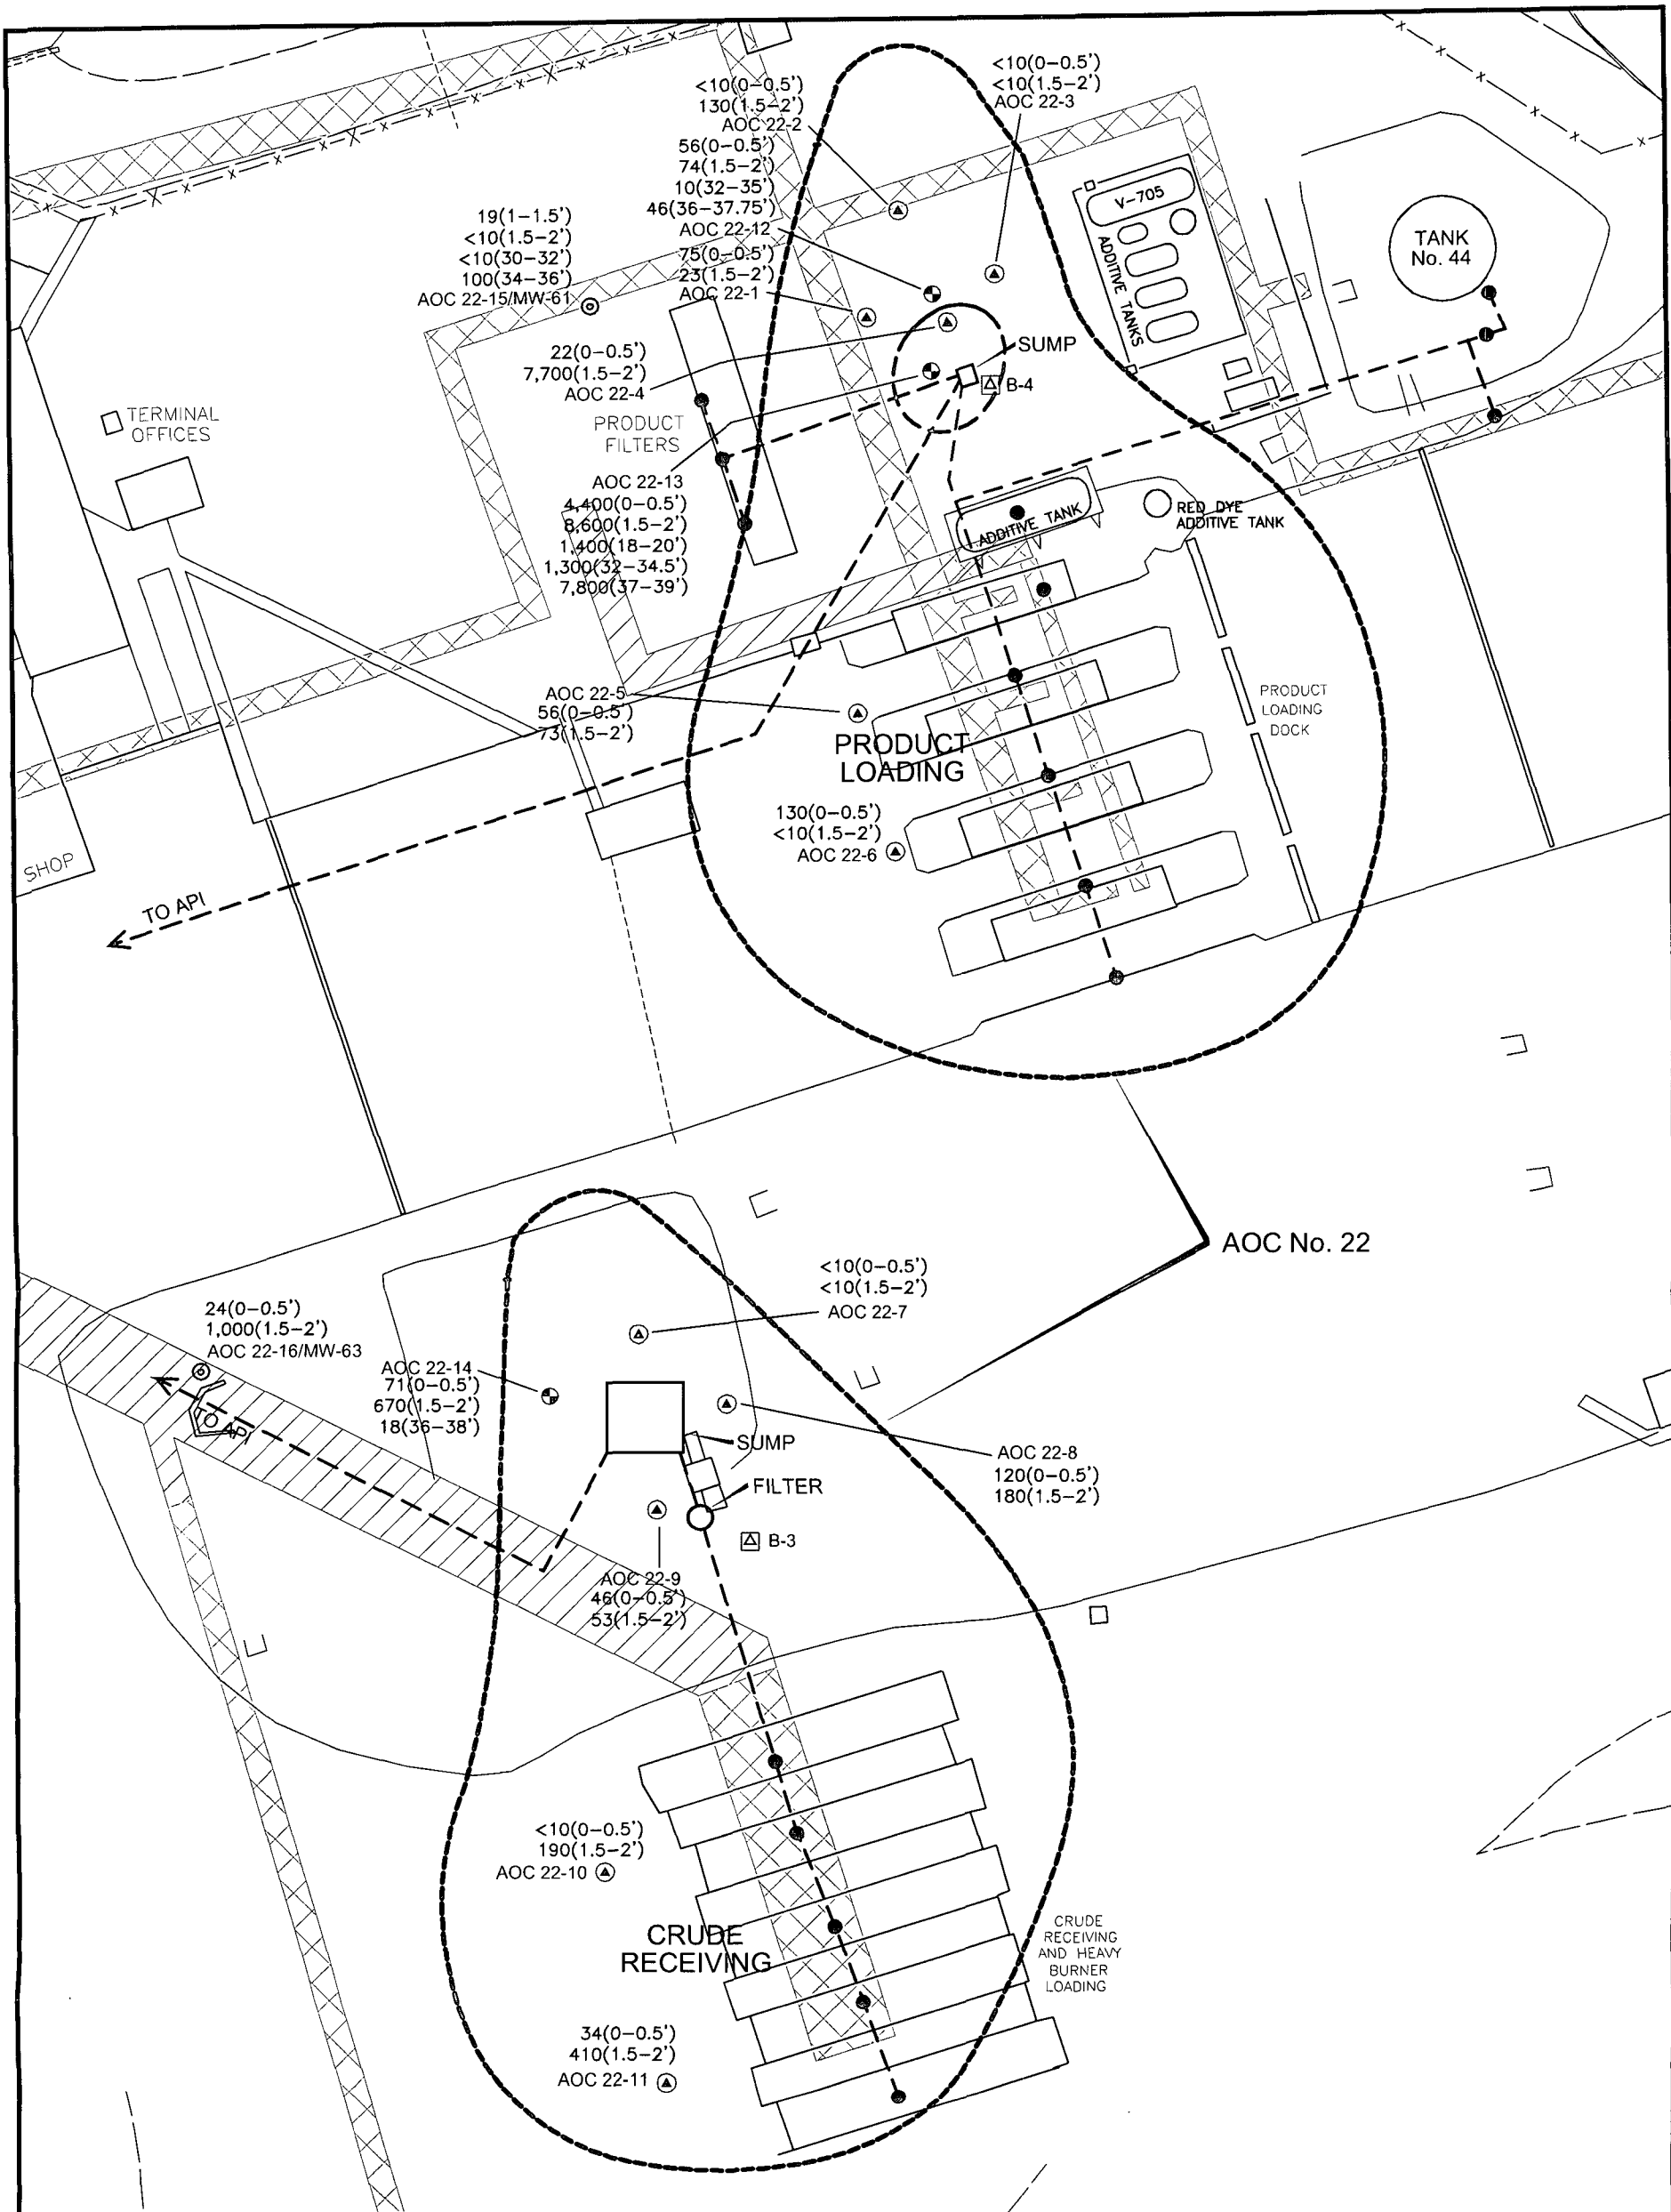 <10(0-0.5')
<10(1.5-2')
AOC 22-3
<10(0-0.5')
130(1.5-2')
AOC 22-2
56(0-0.5')
74(1.5-2')
10(32-35')
46(36-37.75')
AOC 22-12
75(0-0.5')
23(1.5-2')
AOC 22-1
19(1-1.5')
<10(1.5-2')
<10(30-32')
100(34-36')
AOC 22-15/MW-61
V-705
ADDITIVE TANKS
TANK
No. 44
22(0-0.5')
7,700(1.5-2')
AOC 22-4
SUMP
B-4
TERMINAL
OFFICES
PRODUCT
FILTERS
AOC 22-13
4,400(0-0.5')
8,600(1.5-2')
1,400(18-20')
1,300(32-34.5')
7,800(37-39')
ADDITIVE TANK
RED DYE
ADDITIVE TANK
AOC 22-5
56(0-0.5')
73(1.5-2')
PRODUCT
LOADING
DOCK
PRODUCT
LOADING
130(0-0.5')
<10(1.5-2')
AOC 22-6
SHOP
TO API
AOC No. 22
<10(0-0.5')
<10(1.5-2')
AOC 22-7
24(0-0.5')
1,000(1.5-2')
AOC 22-16/MW-63
AOC 22-14
71(0-0.5')
670(1.5-2')
18(36-38')
TO API
SUMP
AOC 22-8
120(0-0.5')
180(1.5-2')
FILTER
B-3
AOC 22-9
46(0-0.5')
53(1.5-2')
<10(0-0.5')
190(1.5-2')
AOC 22-10
CRUDE
RECEIVING
CRUDE
RECEIVING
AND HEAVY
BURNER
LOADING
34(0-0.5')
410(1.5-2')
AOC 22-11